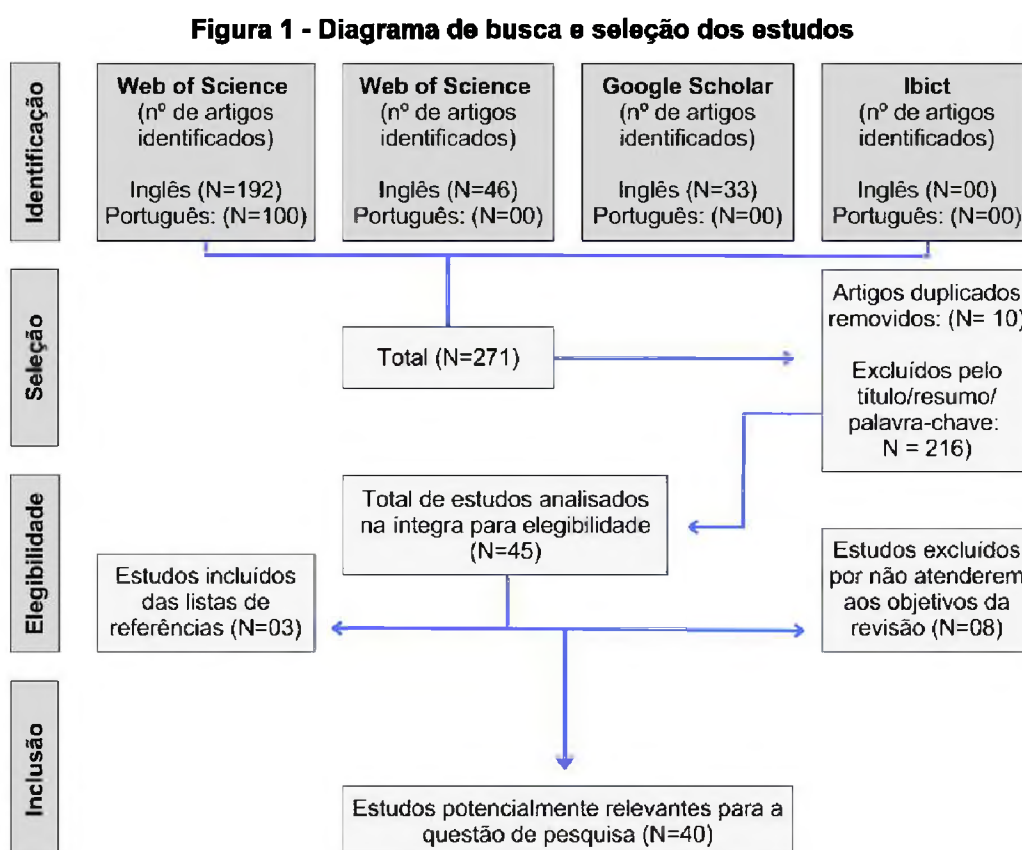 Figura 1 - Diagrama de busca e seleção dos estudos
Identificação
Web of Science
(nº de artigos
identificados)
Inglês (N=192)
Português: (N=100)
Web of Science
(nº de artigos
identificados)
Inglês (N=46)
Português: (N=00)
Google Scholar
(nº de artigos
identificados)
Inglês (N=33)
Português: (N=00)
Ibict
(nº de artigos
identificados)
Inglês (N=00)
Português: (N=00)
Seleção
Total (N=271)
Artigos duplicados
removidos: (N= 10)
Excluídos pelo
título/resumo/
palavra-chave:
N = 216)
Elegibilidade
Total de estudos analisados
na integra para elegibilidade
(N=45)
Estudos incluídos
das listas de
referências (N=03)
Estudos excluídos
por não atenderem
aos objetivos da
revisão (N=08)
Inclusão
Estudos potencialmente relevantes para a
questão de pesquisa (N=40)